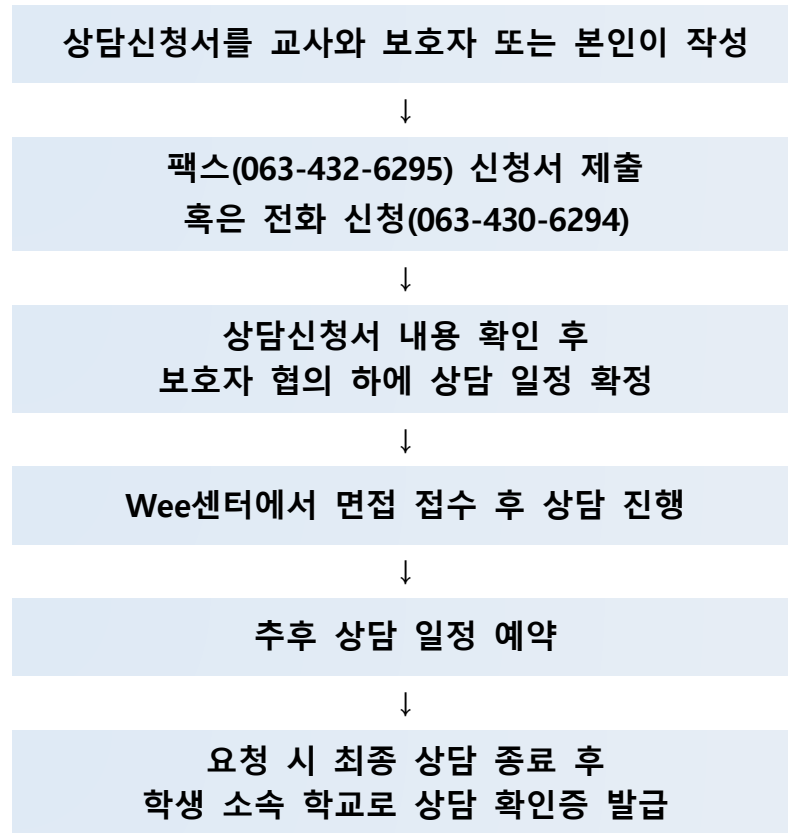 상담신청서를 교사와 보호자 또는 본인이 작성
↓
팩스(063-432-6295) 신청서 제출
혹은 전화 신청(063-430-6294)
↓
상담신청서 내용 확인 후
보호자 협의 하에 상담 일정 확정
↓
Wee센터에서 면접 접수 후 상담 진행
↓
추후 상담 일정 예약
↓
요청 시 최종 상담 종료 후
학생 소속 학교로 상담 확인증 발급